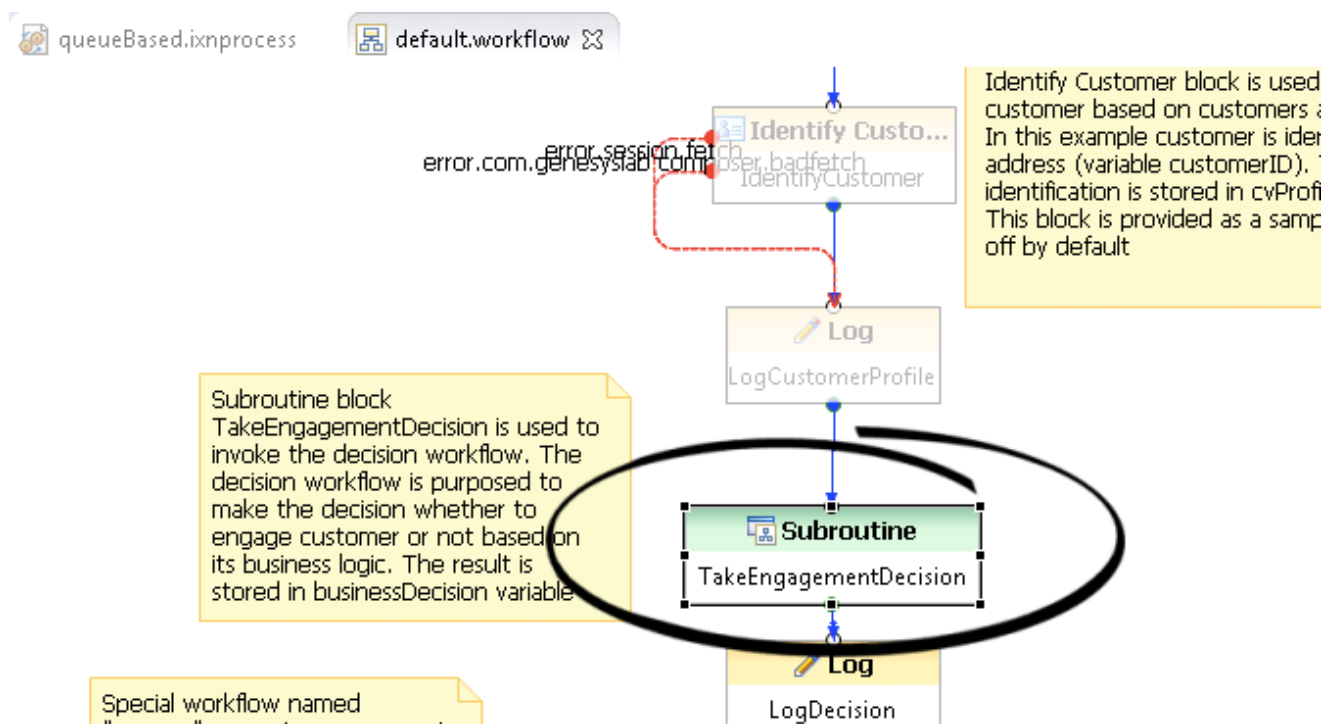 queueBased.ixnprocess
default.workflow
Identify Customer block is used
customer based on customers
In this example customer is
address (variable customerID).
identification is stored in
This block is provided as a
off by default
Identify Custo...
IdentifyCustomer
error.session.fetch
error.com.genesyslab.composer.badfetch
Log
LogCustomerProfile
Subroutine block
TakeEngagementDecision is used to
invoke the decision workflow. The
decision workflow is purposed to
make the decision whether to
engage customer or not based on
its business logic. The result is
stored in businessDecision variable
Subroutine
TakeEngagementDecision
Log
LogDecision
Special workflow named